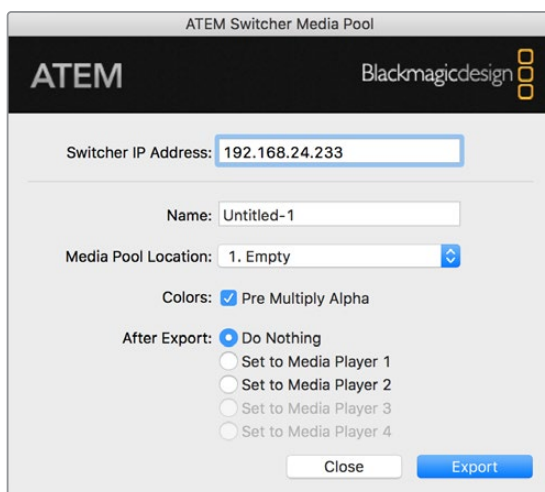 ATEM Switcher Media Pool
ATEM Blackmagicdesign
Switcher IP Address: 192.168.24.233
Name: Untitled-1
Media Pool Location: 1. Empty
Colors: Pre Multiply Alpha
After Export: Do Nothing
Set to Media Player 1
Set to Media Player 2
Set to Media Player 3
Set to Media Player 4
Close Export